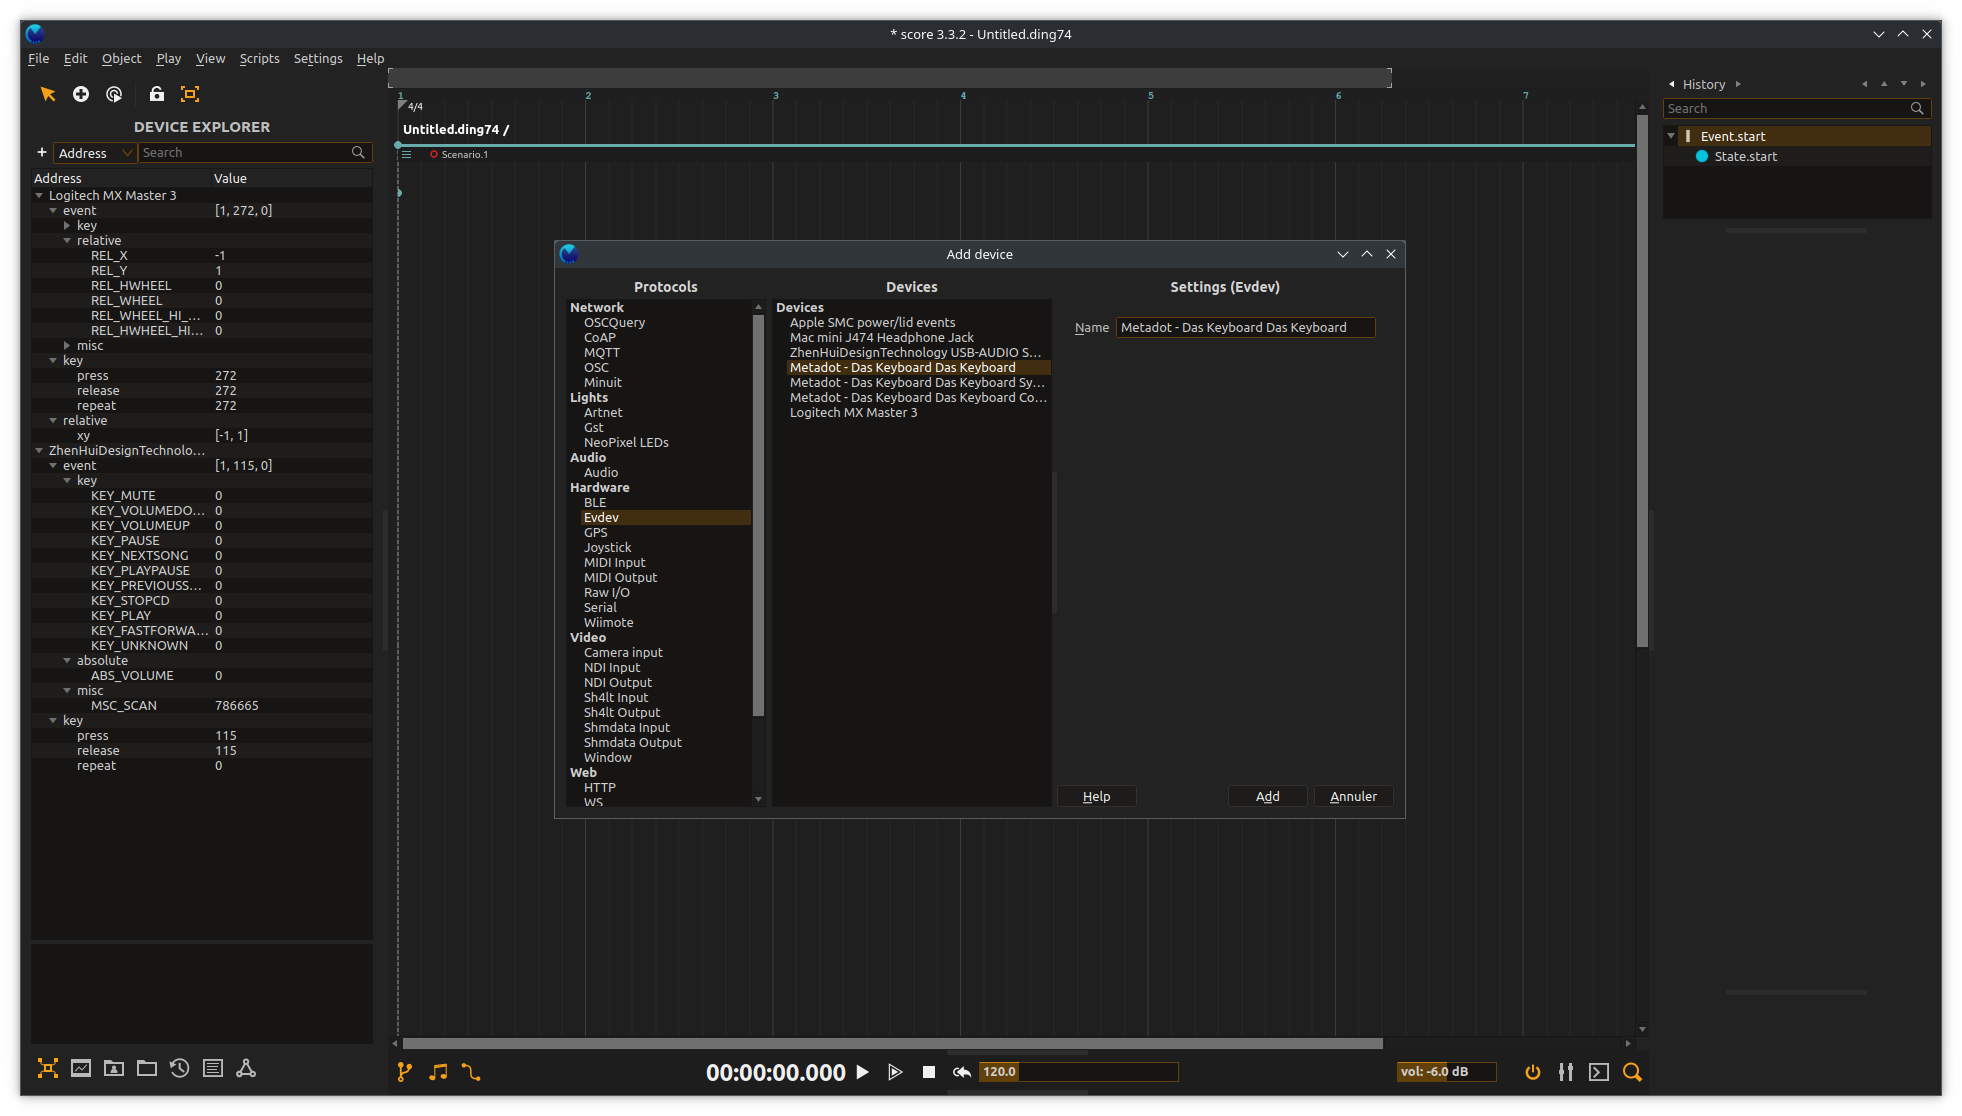 * score 3.3.2 - Untitled.ding74
File Edit Object Play View Scripts Settings Help
DEVICE EXPLORER
+ Address Search
Address Value
Logitech MX Master 3
event [1, 272, 0]
key
relative
REL_X -1
REL_Y 1
REL_HWHEEL 0
REL_WHEEL 0
REL_WHEEL_HI_... 0
REL_HWHEEL_HI... 0
misc
key
press 272
release 272
repeat 272
relative
xy [-1, 1]
ZhenHuiDesignTechnolo...
event [1, 115, 0]
key
KEY_MUTE 0
KEY_VOLUMEDO... 0
KEY_VOLUMEUP 0
KEY_PAUSE 0
KEY_NEXTSONG 0
KEY_PLAYPAUSE 0
KEY_PREVIOUSS... 0
KEY_STOPCD 0
KEY_PLAY 0
KEY_FASTFORWA... 0
KEY_UNKNOWN 0
absolute
ABS_VOLUME 0
misc
MSC_SCAN 786665
key
press 115
release 115
repeat 0
1 2 3 4 5 6 7
4/4
Untitled.ding74 /
Scenario.1
Add device
Protocols
Network
OSCQuery
CoAP
MQTT
OSC
Minuit
Lights
Artnet
Gst
NeoPixel LEDs
Audio
Audio
Hardware
BLE
Evdev
GPS
Joystick
MIDI Input
MIDI Output
Raw I/O
Serial
Wiimote
Video
Camera input
NDI Input
NDI Output
Sh4lt Input
Sh4lt Output
Shmdata Input
Shmdata Output
Window
Web
HTTP
WS
Devices
Devices
Apple SMC power/lid events
Mac mini J474 Headphone Jack
ZhenHuiDesignTechnology USB-AUDIO S...
Metadot - Das Keyboard Das Keyboard
Metadot - Das Keyboard Das Keyboard Sy...
Metadot - Das Keyboard Das Keyboard Co...
Logitech MX Master 3
Settings (Evdev)
Name Metadot - Das Keyboard Das Keyboard
Help Add Annuler
History
Search
Event.start
State.start
00:00:00.000
120.0
vol: -6.0 dB